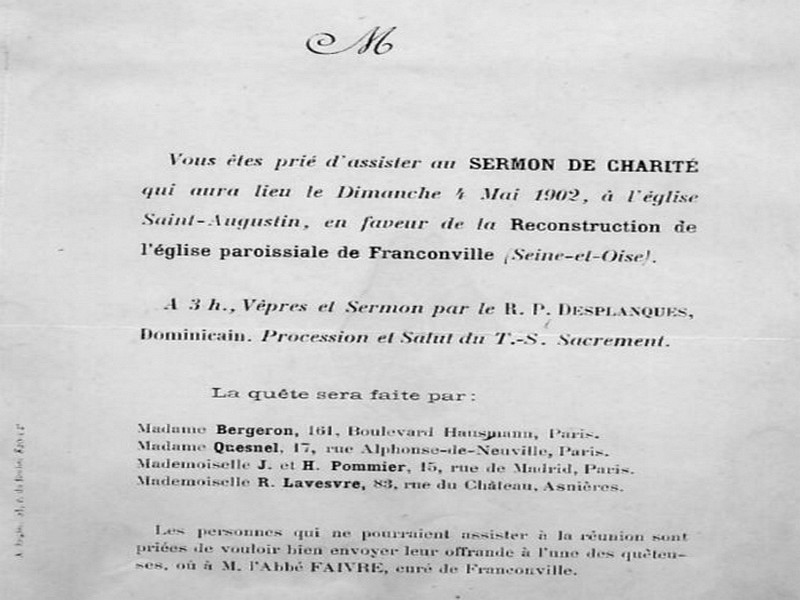 M
Vous êtes prié d'assister au SERMON DE CHARITÉ
qui aura lieu le Dimanche 4 Mai 1902, à l'église
Saint-Augustin, en faveur de la Reconstruction de
l'église paroissiale de Franconville (Seine-et-Oise).
A 3 h., Vêpres et Sermon par le R. P. DESPLANQUES,
Dominicain. Procession et Salut du T.-S. Sacrement.
La quête sera faite par :
Madame Bergeron, 161, Boulevard Hausmann, Paris.
Madame Quesnel, 17, rue Alphonse-de-Neuville, Paris.
Mademoiselle J. et H. Pommier, 15, rue de Madrid, Paris.
Mademoiselle R. Lavesvre, 83, rue du Château, Asnières.
Les personnes qui ne pourraient assister à la réunion sont
priées de vouloir bien envoyer leur offrande à l'une des quêteu-
ses, où à M. l'Abbé FAIVRE, curé de Franconville.